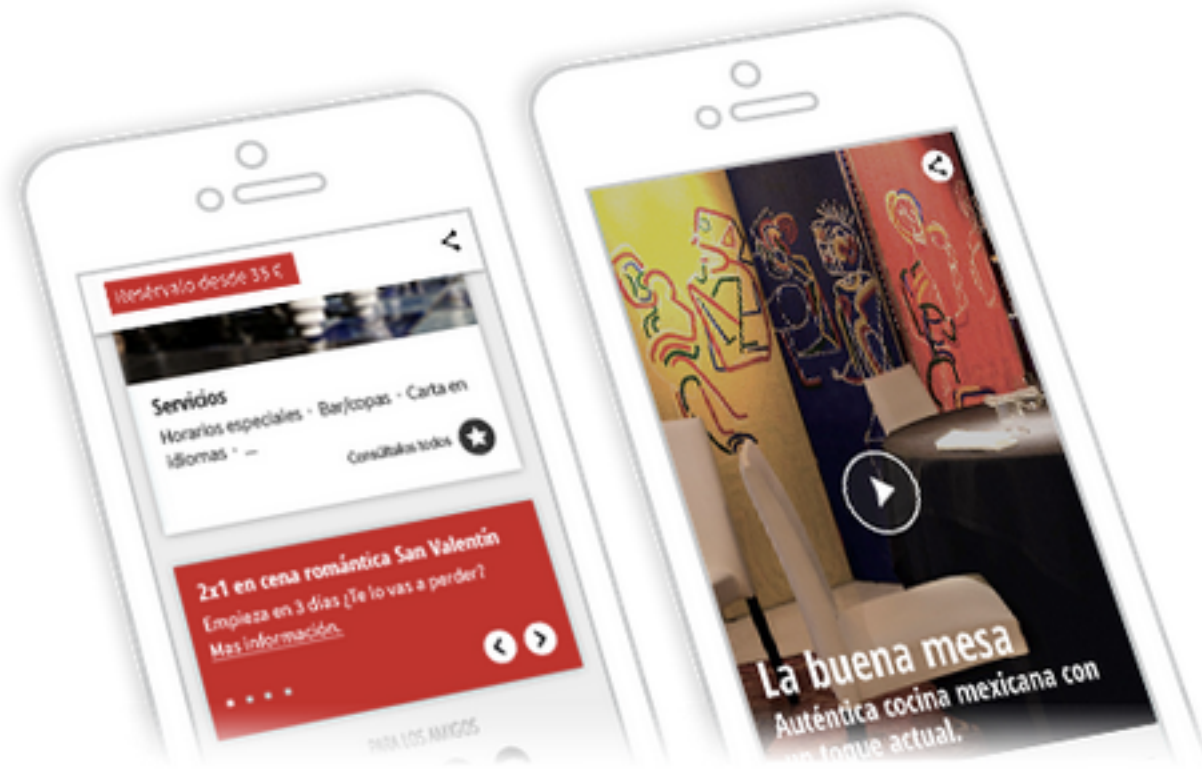 ¡Resérvalo desde 35 €
Servicios
Horarios especiales · Bar/copas · Carta en
idiomas · ...
Consúltalos todos
2x1 en cena romántica San Valentín
Empieza en 3 días ¿Te lo vas a perder?
Mas información.
PARA LOS AMIGOS
La buena mesa
Auténtica cocina mexicana con
un toque actual.